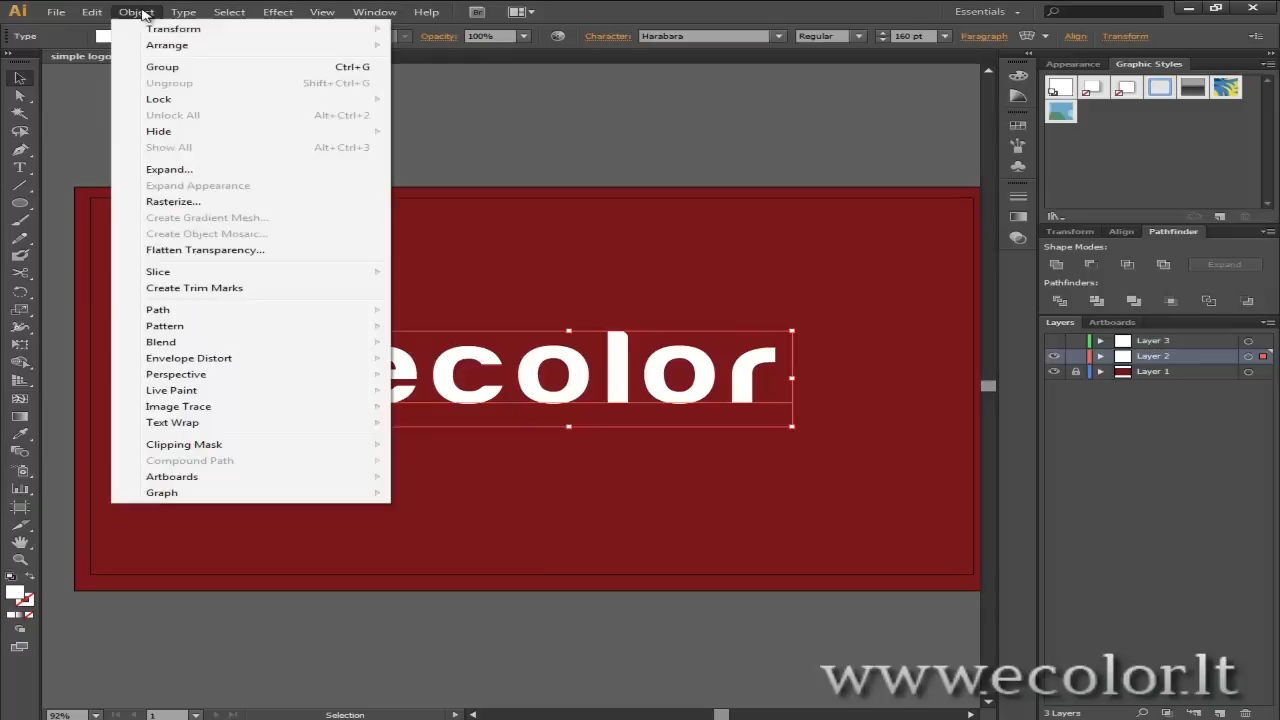 Ai File Edit Object Type Select Effect View Window Help Br Essentials
Type Opacity: 100% Character: Harabara Regular 160 pt Paragraph Align Transform
simple logo
Transform
Arrange
Group Ctrl+G
Ungroup Shift+Ctrl+G
Lock
Unlock All Alt+Ctrl+2
Hide
Show All Alt+Ctrl+3
Expand...
Expand Appearance
Rasterize...
Create Gradient Mesh...
Create Object Mosaic...
Flatten Transparency...
Slice
Create Trim Marks
Path
Pattern
Blend
Envelope Distort
Perspective
Live Paint
Image Trace
Text Wrap
Clipping Mask
Compound Path
Artboards
Graph
ecolor
Appearance Graphic Styles
Transform Align Pathfinder
Shape Modes:
Expand
Pathfinders:
Layers Artboards
Layer 3
Layer 2
Layer 1
www.ecolor.lt
92% 1 Selection 3 Layers